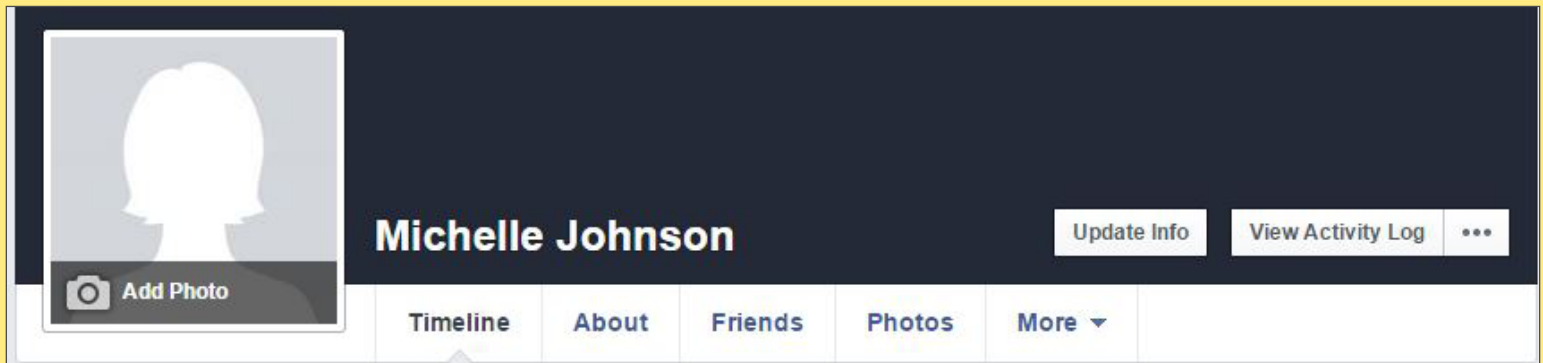 Michelle Johnson
Update Info
View Activity Log
Add Photo
Timeline
About
Friends
Photos
More